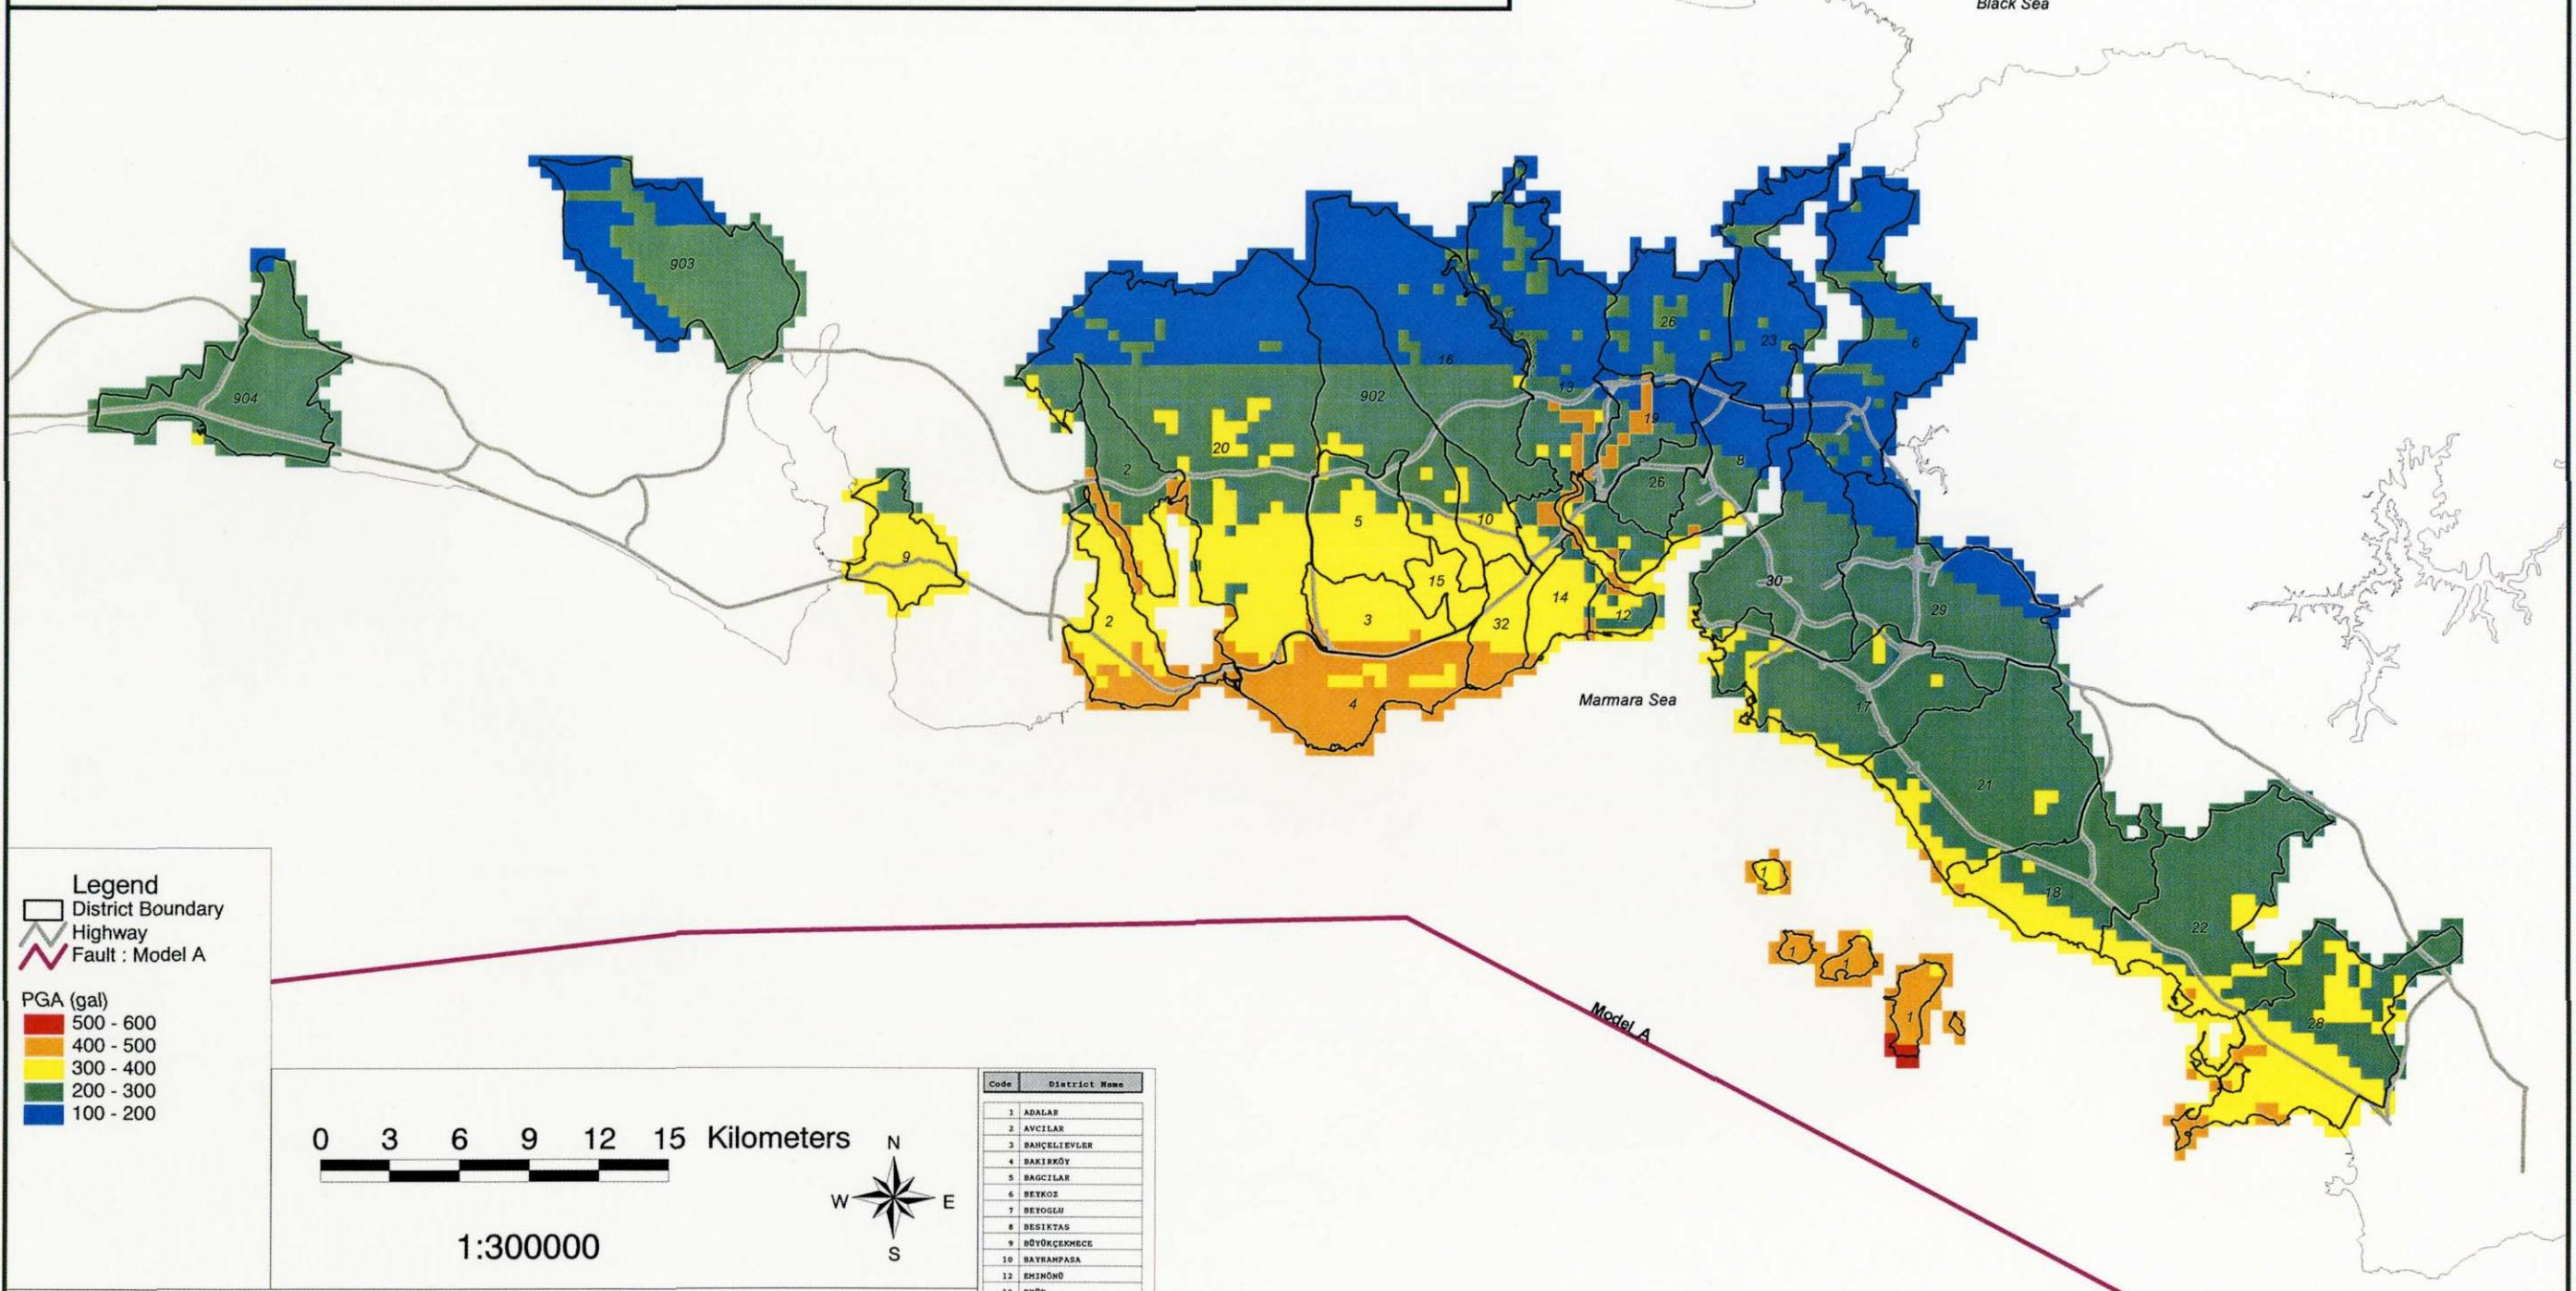 Black Sea
903
904
26
23
6
16
13
902
19
20
2
8
26
5
10
9
7
15
30
14
12
29
2
3
32
Marmara Sea
4
17
21
1
18
22
1
1
1
28
Model A
Legend
District Boundary
Highway
Fault : Model A
PGA (gal)
500 - 600
400 - 500
300 - 400
200 - 300
100 - 200
0 3 6 9 12 15 Kilometers
1:300000
N
W E
S
Code District Name
1 ADALAR
2 AVCILAR
3 BAHÇELIEVLER
4 BAKIRKÖY
5 BAGCILAR
6 BEYKOZ
7 BEYOGLU
8 BESIKTAS
9 BÜYÜKÇEKMECE
10 BAYRAMPASA
12 EMINÖNÜ